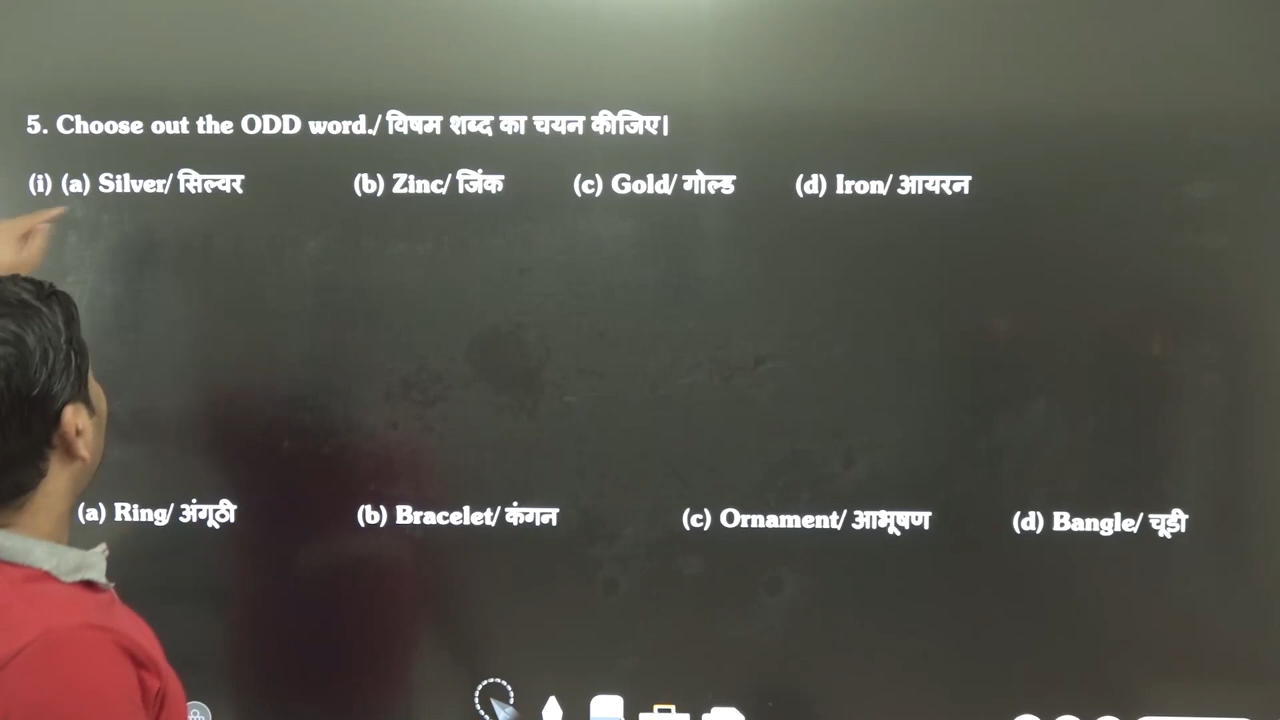 5. Choose out the ODD word./ विषम शब्द का चयन कीजिए।
(i) (a) Silver/ सिल्वर (b) Zinc/ जिंक (c) Gold/ गोल्ड (d) Iron/ आयरन
(a) Ring/ अंगूठी (b) Bracelet/ कंगन (c) Ornament/ आभूषण (d) Bangle/ चूड़ी